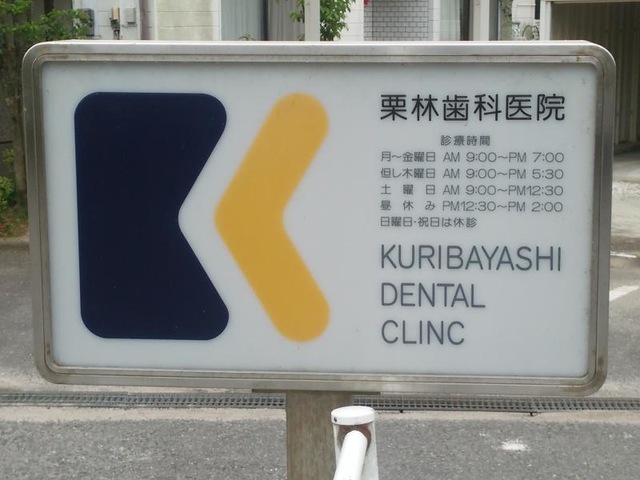 栗林歯科医院
診療時間
月～金曜日 AM 9:00～PM 7:00
但し木曜日 AM 9:00～PM 5:30
土曜日 AM 9:00～PM12:30
昼休み PM12:30～PM 2:00
日曜日・祝日は休診
KURIBAYASHI
DENTAL
CLINC